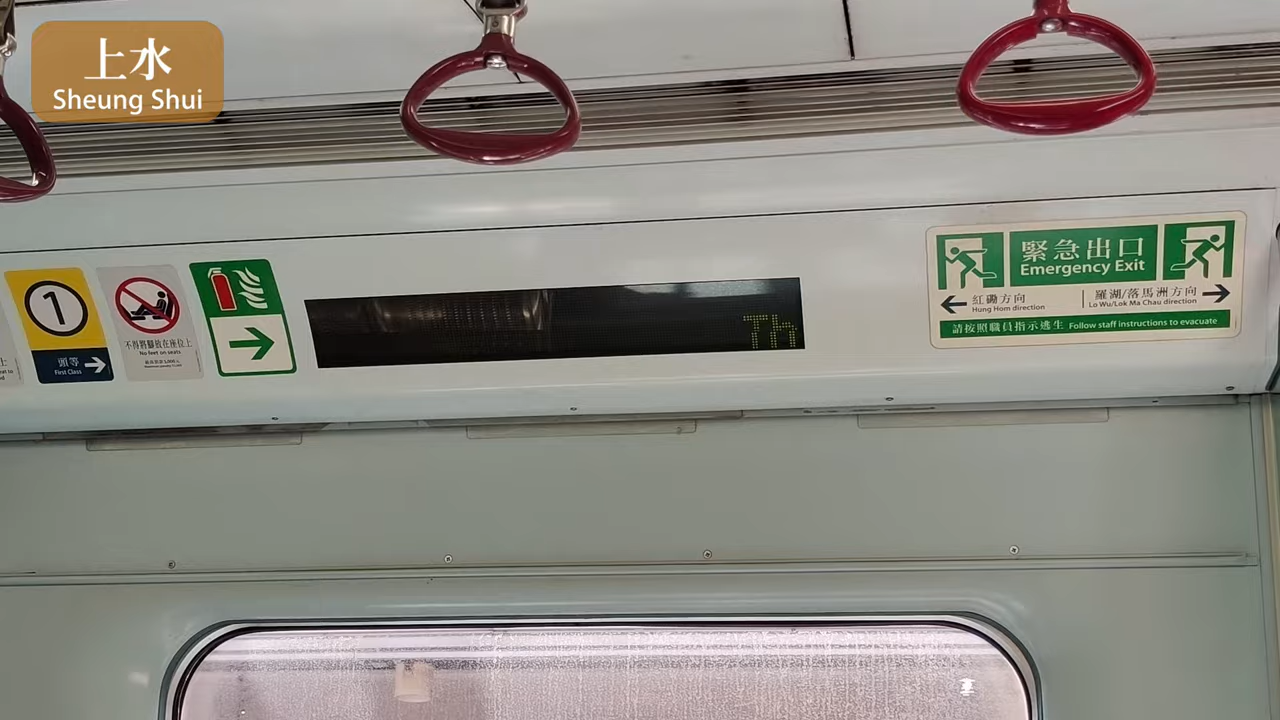 上水
Sheung Shui
1
頭等
First Class
不得將腳放在座位上
No feet on seats
Th
緊急出口
Emergency Exit
紅磡方向
Hung Hom direction
羅湖/落馬洲方向
Lo Wu/Lok Ma Chau direction
請按照職員指示逃生 Follow staff instructions to evacuate